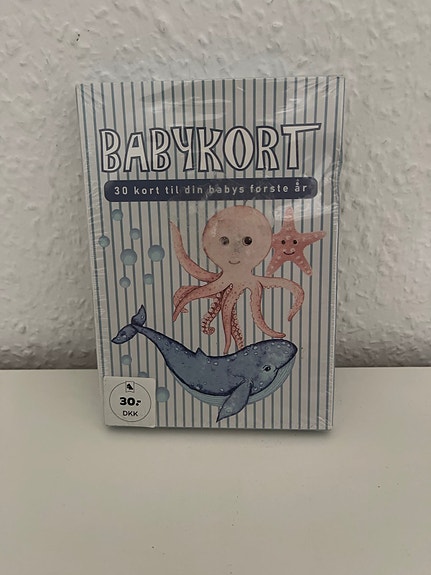 BABYKORT
30 kort til din babys første år
30.-
DKK